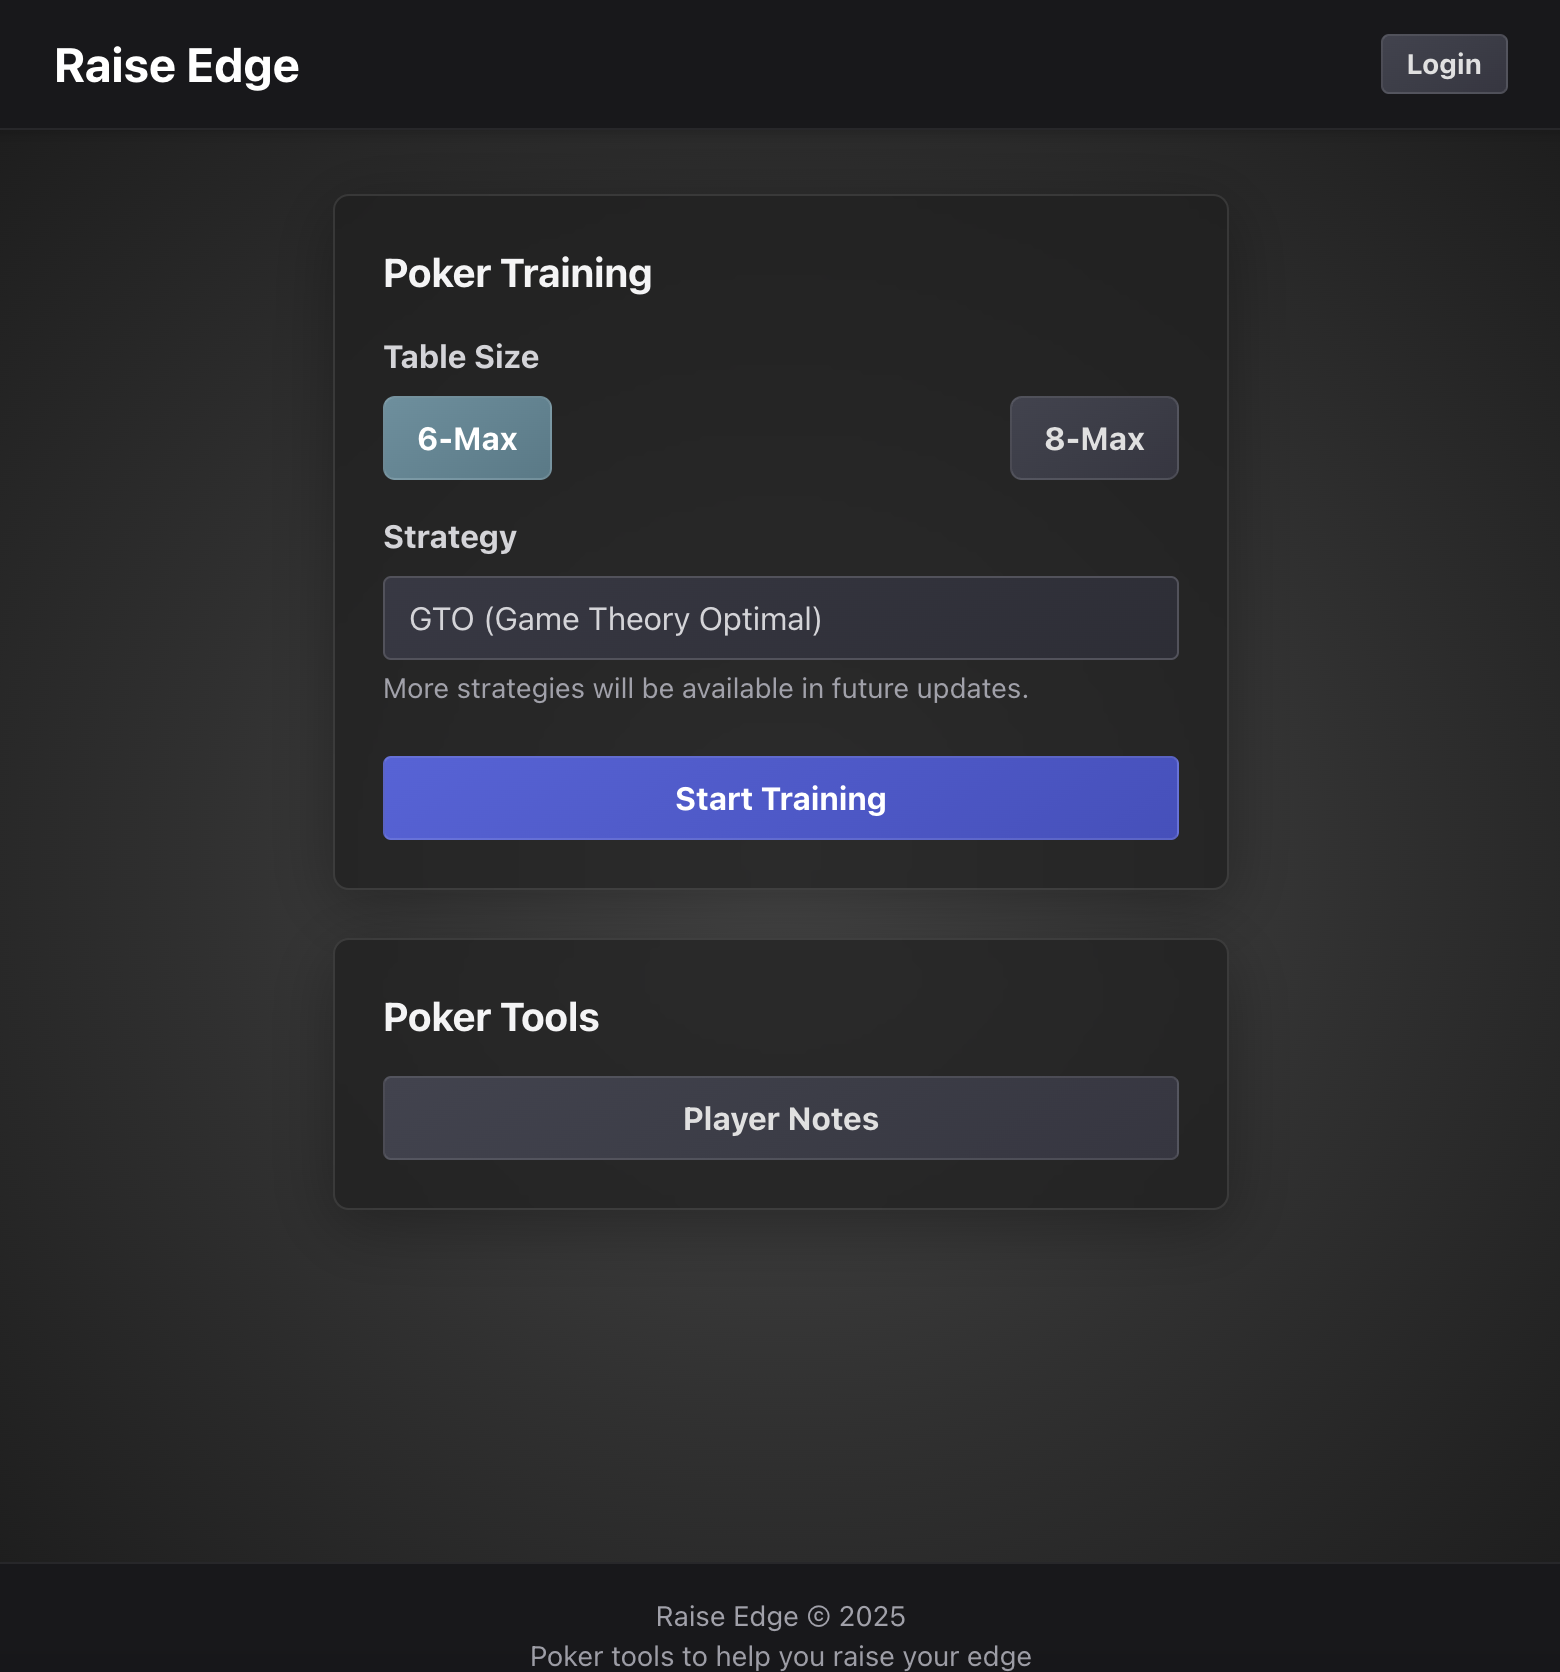 Raise Edge
Login
Poker Training
Table Size
6-Max
8-Max
Strategy
GTO (Game Theory Optimal)
More strategies will be available in future updates.
Start Training
Poker Tools
Player Notes
Raise Edge © 2025
Poker tools to help you raise your edge